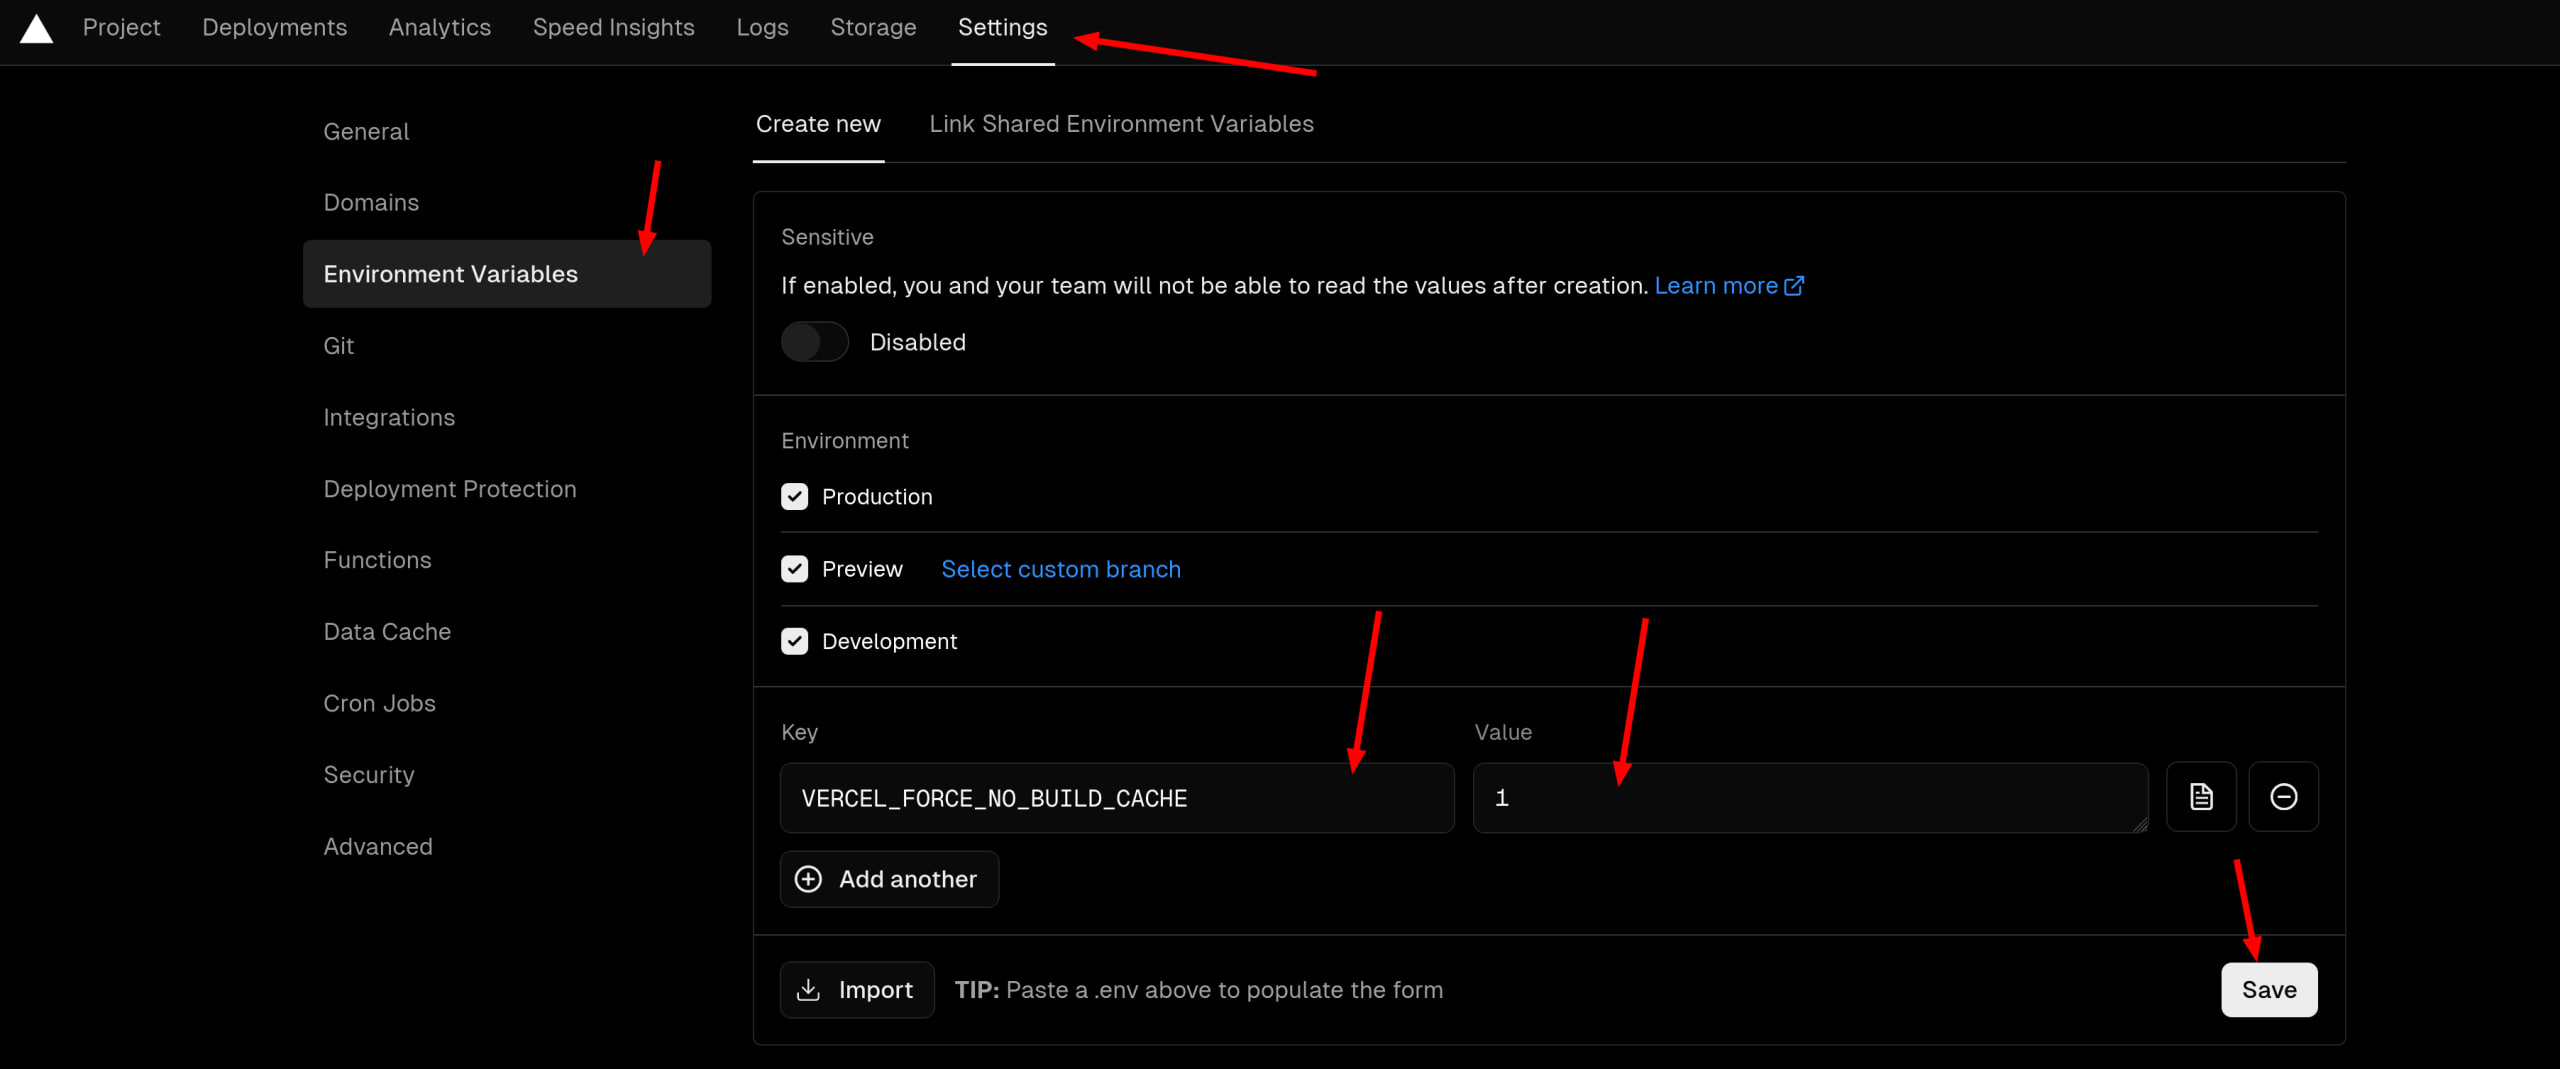 Project Deployments Analytics Speed Insights Logs Storage Settings
General
Domains
Environment Variables
Git
Integrations
Deployment Protection
Functions
Data Cache
Cron Jobs
Security
Advanced
Create new Link Shared Environment Variables
Sensitive
If enabled, you and your team will not be able to read the values after creation. Learn more
Disabled
Environment
Production
Preview Select custom branch
Development
Key Value
VERCEL_FORCE_NO_BUILD_CACHE 1
Add another
Import TIP: Paste a .env above to populate the form Save